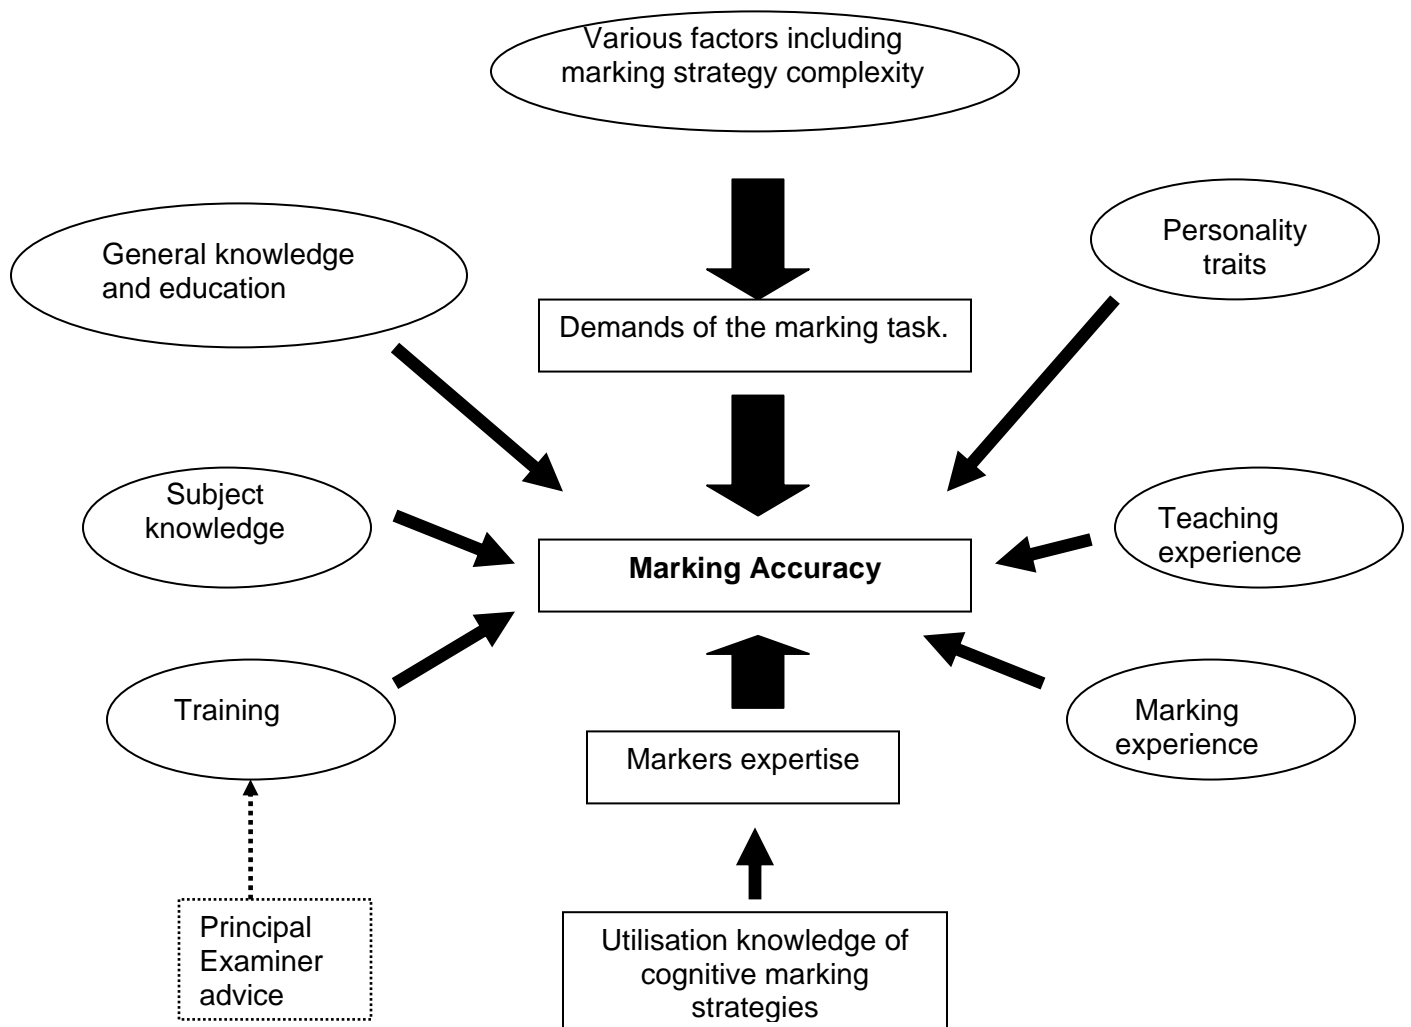 Various factors including
marking strategy complexity
General knowledge
and education
Personality
traits
Demands of the marking task.
Subject
knowledge
Teaching
experience
Marking Accuracy
Training
Marking
experience
Markers expertise
Principal
Examiner
advice
Utilisation knowledge of
cognitive marking
strategies